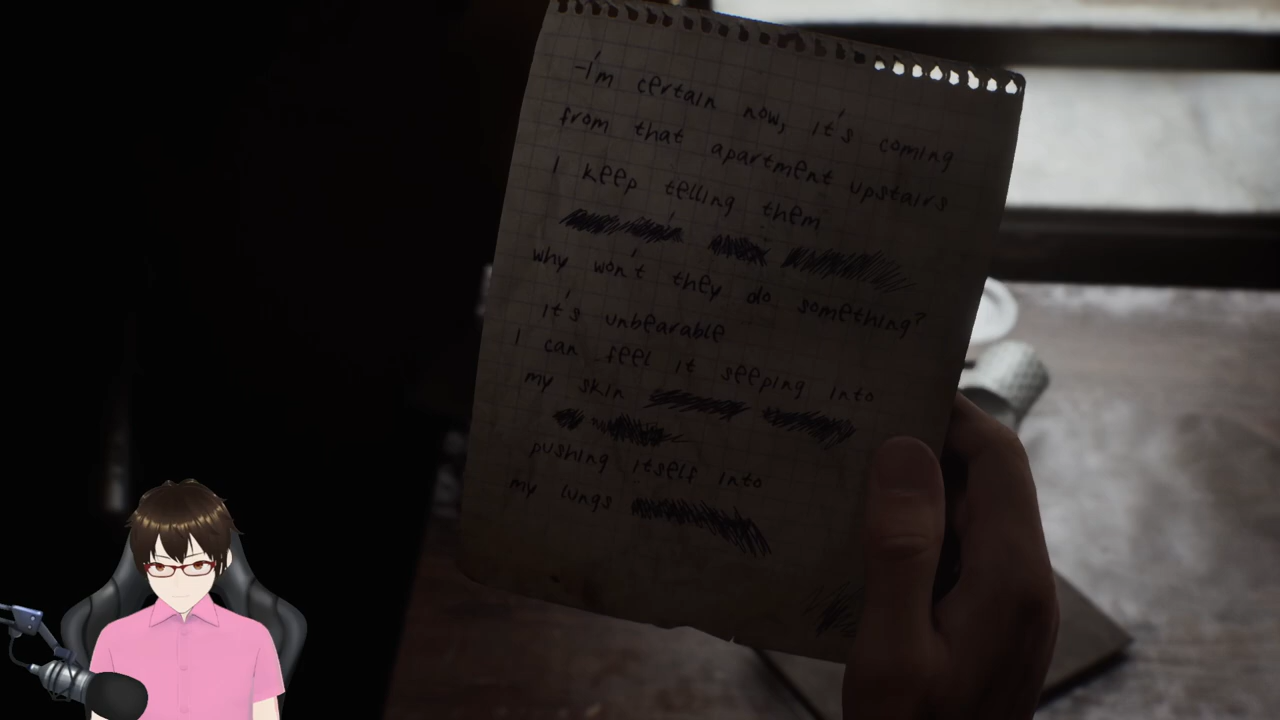 -I'm certain now, it's coming
from that apartment upstairs
I keep telling them
why won't they do something?
it's unbearable
I can feel it seeping into
my skin
pushing itself into
my lungs